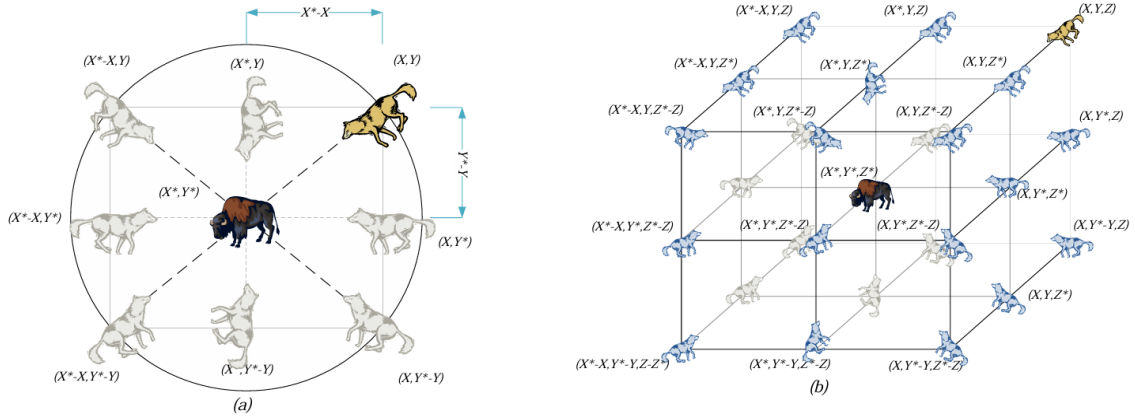 X*-X
(X*-X,Y)
(X*,Y)
(X,Y)
Y*-Y
(X*,Y*)
(X*-X,Y*)
(X,Y*)
(X*-X,Y*-Y)
(X*,Y*-Y)
(X,Y*-Y)
(a)
(X*-X,Y,Z)
(X*,Y,Z)
(X,Y,Z)
(X*-X,Y,Z*)
(X*,Y,Z*)
(X,Y,Z*)
(X*-X,Y,Z*-Z)
(X*,Y,Z*-Z)
(X,Y,Z*-Z)
(X,Y*,Z)
(X*,Y*,Z*)
(X,Y*,Z*)
(X*-X,Y*,Z*-Z)
(X*,Y*,Z*-Z)
(X,Y*,Z*-Z)
(X,Y*-Y,Z)
(X,Y,Z*)
(X*-X,Y*-Y,Z-Z*)
(X*,Y*-Y,Z*-Z)
(X,Y*-Y,Z*-Z)
(b)